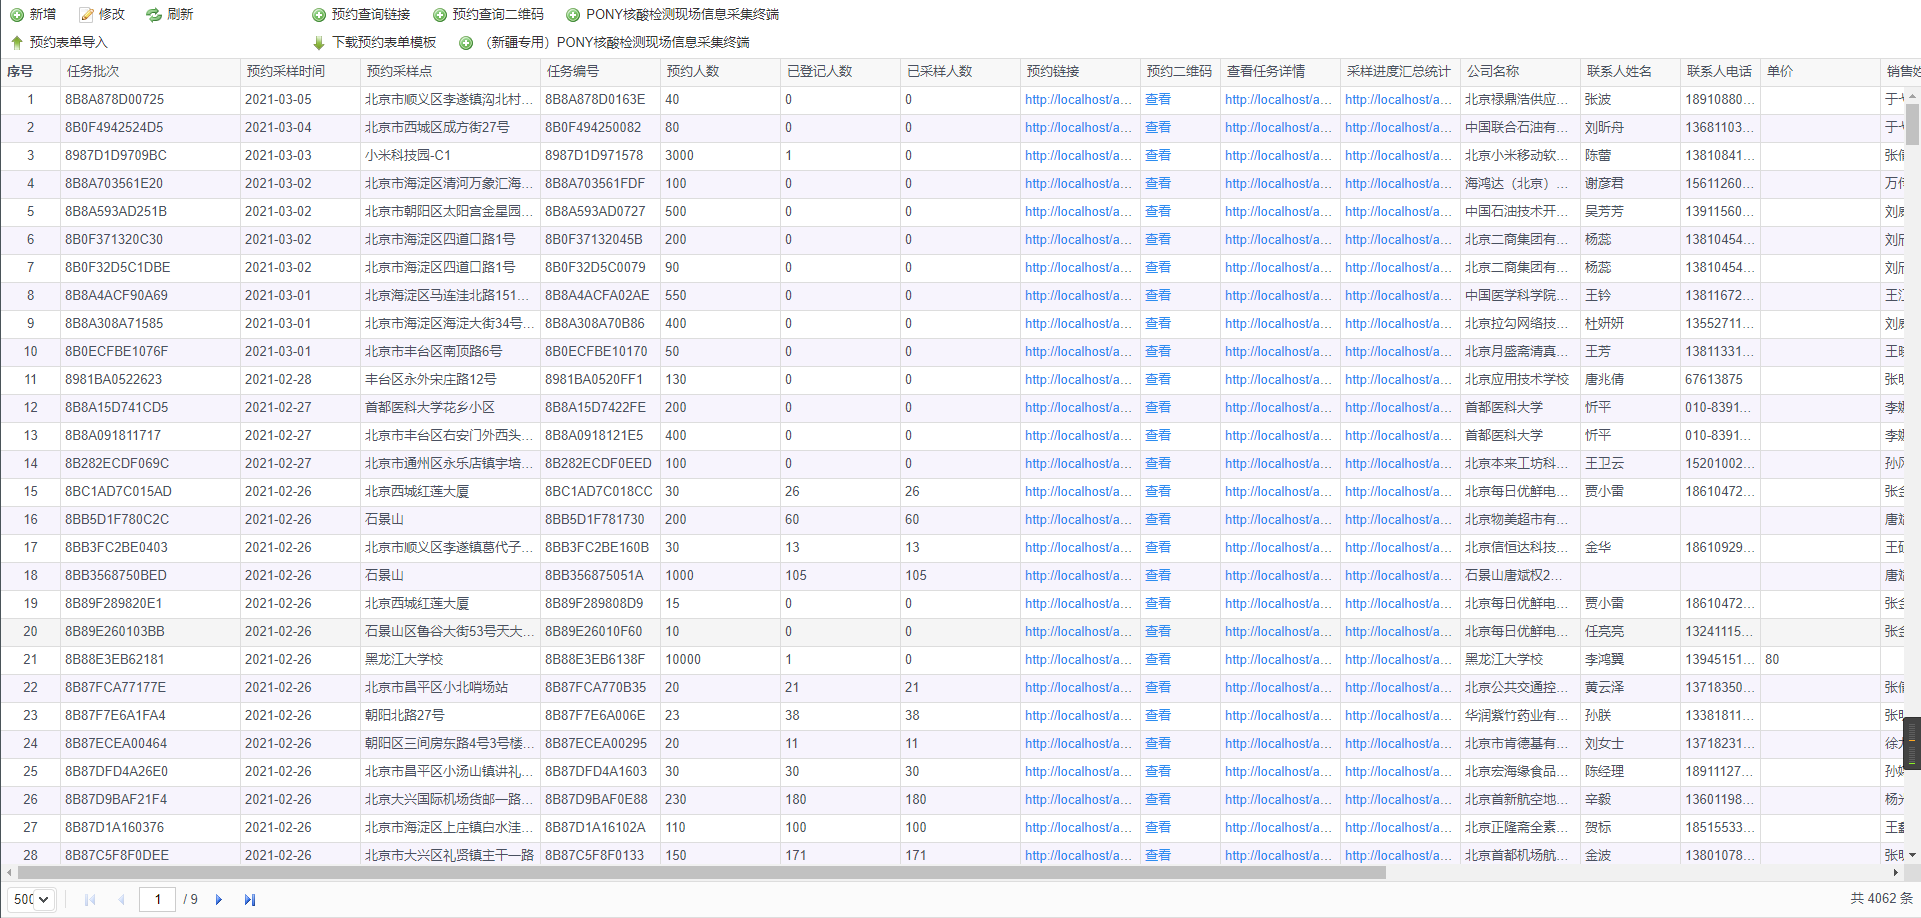 新增 修改 刷新 预约查询链接 预约查询二维码 PONY核酸检测现场信息采集终端
预约表单导入 下载预约表单模板 （新疆专用）PONY核酸检测现场信息采集终端
序号 任务批次 预约采样时间 预约采样点 任务编号 预约人数 已登记人数 已采样人数 预约链接 预约二维码 查看任务详情 采样进度汇总统计 公司名称 联系人姓名 联系人电话 单价 销售姓
1 8B8A878D00725 2021-03-05 北京市顺义区李遂镇沟北村... 8B8A878D0163E 40 0 0 http://localhost/a... 查看 http://localhost/a... http://localhost/a... 北京禄鼎浩供应... 张波 18910880... 于
2 8B0F4942524D5 2021-03-04 北京市西城区成方街27号 8B0F494250082 80 0 0 http://localhost/a... 查看 http://localhost/a... http://localhost/a... 中国联合石油有... 刘昕舟 13681103... 于
3 8987D1D9709BC 2021-03-03 小米科技园-C1 8987D1D971578 3000 1 0 http://localhost/a... 查看 http://localhost/a... http://localhost/a... 北京小米移动软... 陈蕾 13810841... 张
4 8B8A703561E20 2021-03-02 北京市海淀区清河万象汇海... 8B8A703561FDF 100 0 0 http://localhost/a... 查看 http://localhost/a... http://localhost/a... 海鸿达（北京）... 谢彦君 15611260... 万
5 8B8A593AD251B 2021-03-02 北京市朝阳区太阳宫金星园... 8B8A593AD0727 500 0 0 http://localhost/a... 查看 http://localhost/a... http://localhost/a... 中国石油技术开... 吴芳芳 13911560... 刘
6 8B0F371320C30 2021-03-02 北京市海淀区四道口路1号 8B0F37132045B 200 0 0 http://localhost/a... 查看 http://localhost/a... http://localhost/a... 北京二商集团有... 杨蕊 13810454... 刘
7 8B0F32D5C1DBE 2021-03-02 北京市海淀区四道口路1号 8B0F32D5C0079 90 0 0 http://localhost/a... 查看 http://localhost/a... http://localhost/a... 北京二商集团有... 杨蕊 13810454... 刘
8 8B8A4ACF90A69 2021-03-01 北京海淀区马连洼北路151... 8B8A4ACFA02AE 550 0 0 http://localhost/a... 查看 http://localhost/a... http://localhost/a... 中国医学科学院... 王钤 13811672... 王
9 8B8A308A71585 2021-03-01 北京市海淀区海淀大街34号... 8B8A308A70B86 400 0 0 http://localhost/a... 查看 http://localhost/a... http://localhost/a... 北京拉勾网络技... 杜妍妍 13552711... 刘
10 8B0ECFBE1076F 2021-03-01 北京市丰台区南顶路6号 8B0ECFBE10170 50 0 0 http://localhost/a... 查看 http://localhost/a... http://localhost/a... 北京月盛斋清真... 王芳 13811331... 王
11 8981BA0522623 2021-02-28 丰台区永外宋庄路12号 8981BA0520FF1 130 0 0 http://localhost/a... 查看 http://localhost/a... http://localhost/a... 北京应用技术学校 唐兆倩 67613875 张
12 8B8A15D741CD5 2021-02-27 首都医科大学花乡小区 8B8A15D7422FE 200 0 0 http://localhost/a... 查看 http://localhost/a... http://localhost/a... 首都医科大学 忻平 010-8391... 李
13 8B8A091811717 2021-02-27 北京市丰台区右安门外西头... 8B8A0918121E5 400 0 0 http://localhost/a... 查看 http://localhost/a... http://localhost/a... 首都医科大学 忻平 010-8391... 李
14 8B282ECDF069C 2021-02-27 北京市通州区永乐店镇宇培... 8B282ECDF0EED 100 0 0 http://localhost/a... 查看 http://localhost/a... http://localhost/a... 北京本来工坊科... 王卫云 15201002... 孙
15 8BC1AD7C015AD 2021-02-26 北京西城红莲大厦 8BC1AD7C018CC 30 26 26 http://localhost/a... 查看 http://localhost/a... http://localhost/a... 北京每日优鲜电... 贾小雷 18610472... 张
16 8BB5D1F780C2C 2021-02-26 石景山 8BB5D1F781730 200 60 60 http://localhost/a... 查看 http://localhost/a... http://localhost/a... 北京物美超市有... 唐
17 8BB3FC2BE0403 2021-02-26 北京市顺义区李遂镇葛代子... 8BB3FC2BE160B 30 13 13 http://localhost/a... 查看 http://localhost/a... http://localhost/a... 北京信恒达科技... 金华 18610929... 王
18 8BB3568750BED 2021-02-26 石景山 8BB356875051A 1000 105 105 http://localhost/a... 查看 http://localhost/a... http://localhost/a... 石景山唐斌权2... 唐
19 8B89F289820E1 2021-02-26 北京西城红莲大厦 8B89F289808D9 15 0 0 http://localhost/a... 查看 http://localhost/a... http://localhost/a... 北京每日优鲜电... 贾小雷 18610472... 张
20 8B89E260103BB 2021-02-26 石景山区鲁谷大街53号天大... 8B89E26010F60 10 0 0 http://localhost/a... 查看 http://localhost/a... http://localhost/a... 北京每日优鲜电... 任亮亮 13241115... 张
21 8B88E3EB62181 2021-02-26 黑龙江大学校 8B88E3EB6138F 10000 1 0 http://localhost/a... 查看 http://localhost/a... http://localhost/a... 黑龙江大学校 李鸿翼 13945151... 80
22 8B87FCA77177E 2021-02-26 北京市昌平区小北哨场站 8B87FCA770B35 20 21 21 http://localhost/a... 查看 http://localhost/a... http://localhost/a... 北京公共交通控... 黄云泽 13718350... 张
23 8B87F7E6A1FA4 2021-02-26 朝阳北路27号 8B87F7E6A006E 23 38 38 http://localhost/a... 查看 http://localhost/a... http://localhost/a... 华润紫竹药业有... 孙朕 13381811... 张
24 8B87ECEA00464 2021-02-26 朝阳区三间房东路4号3号楼... 8B87ECEA00295 20 11 11 http://localhost/a... 查看 http://localhost/a... http://localhost/a... 北京市肯德基有... 刘女士 13718231... 徐
25 8B87DFD4A26E0 2021-02-26 北京市昌平区小汤山镇讲礼... 8B87DFD4A1603 30 30 30 http://localhost/a... 查看 http://localhost/a... http://localhost/a... 北京宏海缘食品... 陈经理 18911127... 孙
26 8B87D9BAF21F4 2021-02-26 北京大兴国际机场货邮一路... 8B87D9BAF0E88 230 180 180 http://localhost/a... 查看 http://localhost/a... http://localhost/a... 北京首新航空地... 辛毅 13601198... 杨
27 8B87D1A160376 2021-02-26 北京市海淀区上庄镇白水洼... 8B87D1A16102A 110 100 100 http://localhost/a... 查看 http://localhost/a... http://localhost/a... 北京正隆斋全素... 贺标 18515533... 王
28 8B87C5F8F0DEE 2021-02-26 北京市大兴区礼贤镇主干一路 8B87C5F8F0133 150 171 171 http://localhost/a... 查看 http://localhost/a... http://localhost/a... 北京首都机场航... 金波 13801078... 张
500 1 / 9 共 4062 条